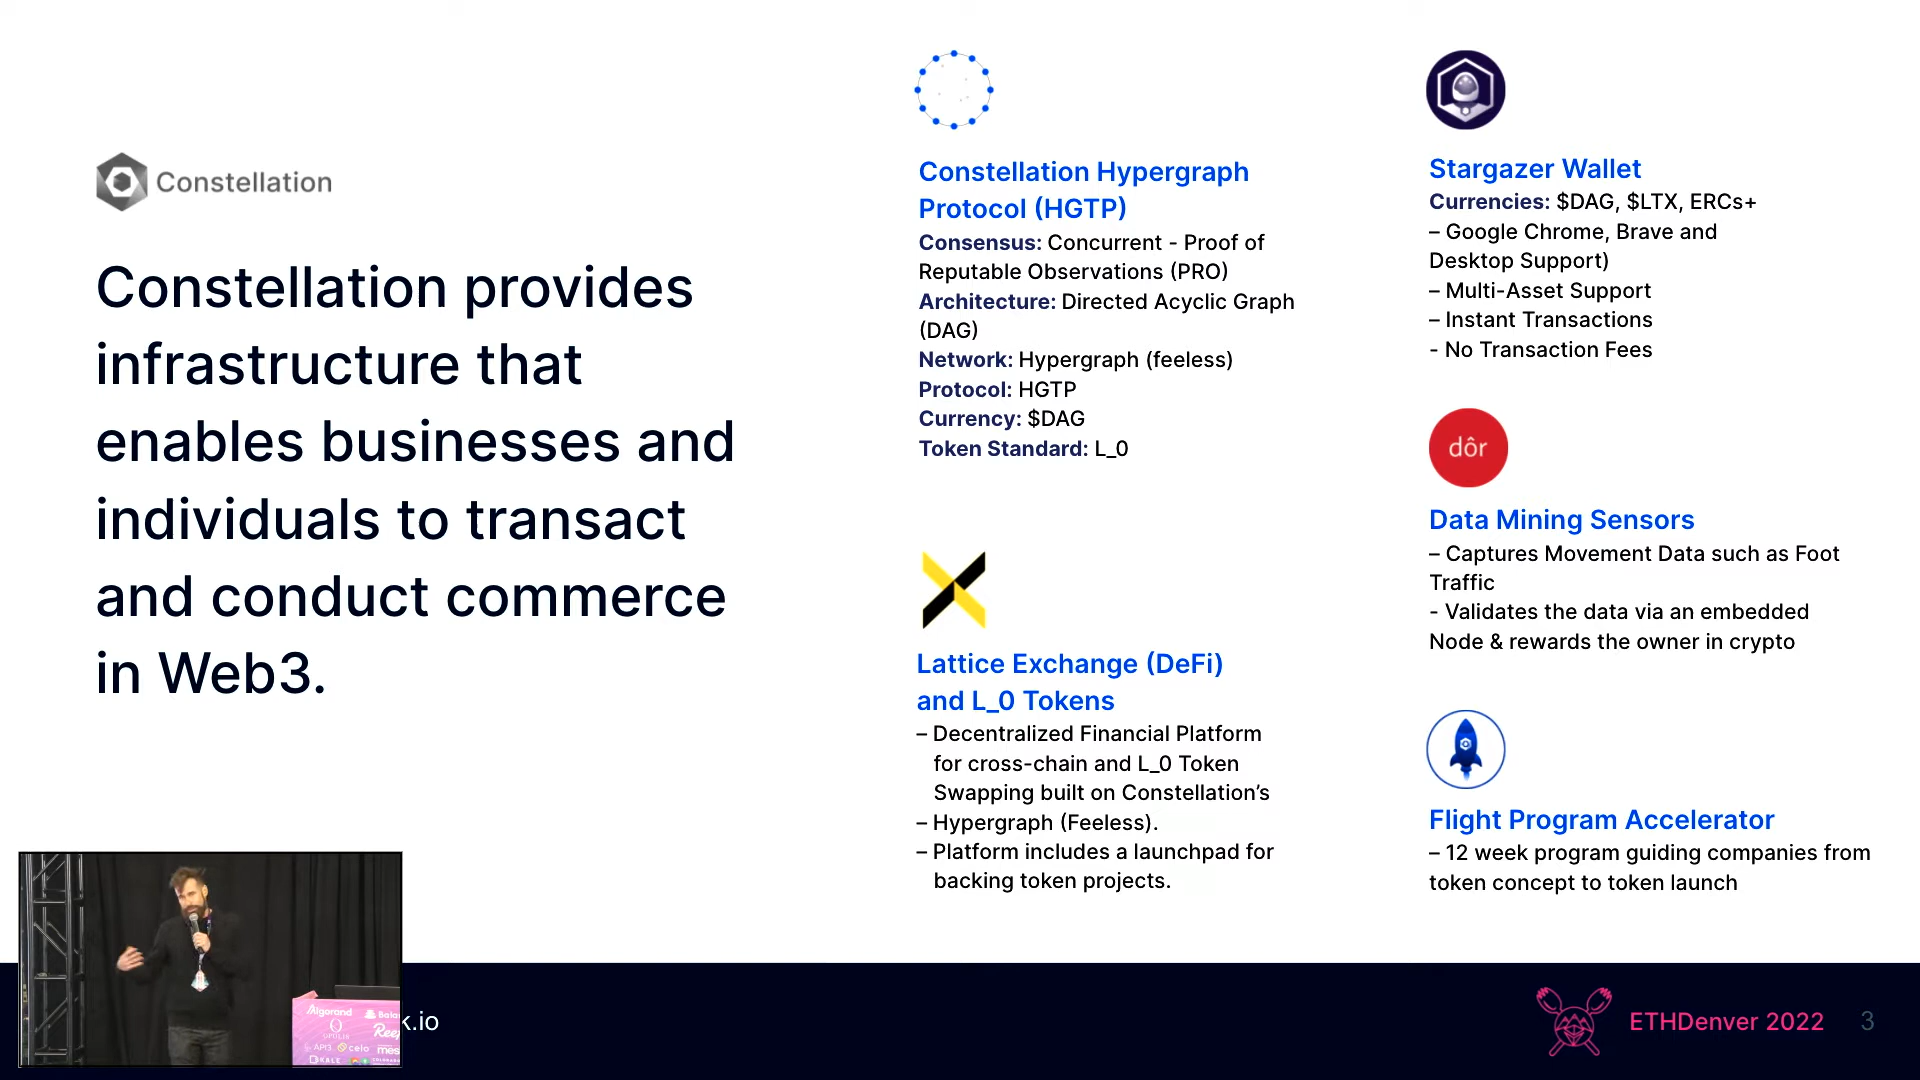 Constellation
Constellation provides
infrastructure that
enables businesses and
individuals to transact
and conduct commerce
in Web3.
Constellation Hypergraph
Protocol (HGTP)
Consensus: Concurrent - Proof of
Reputable Observations (PRO)
Architecture: Directed Acyclic Graph
(DAG)
Network: Hypergraph (feeless)
Protocol: HGTP
Currency: $DAG
Token Standard: L_0
Lattice Exchange (DeFi)
and L_0 Tokens
– Decentralized Financial Platform
for cross-chain and L_0 Token
Swapping built on Constellation’s
– Hypergraph (Feeless).
– Platform includes a launchpad for
backing token projects.
Stargazer Wallet
Currencies: $DAG, $LTX, ERCs+
– Google Chrome, Brave and
Desktop Support)
– Multi-Asset Support
– Instant Transactions
- No Transaction Fees
dôr
Data Mining Sensors
– Captures Movement Data such as Foot
Traffic
- Validates the data via an embedded
Node & rewards the owner in crypto
Flight Program Accelerator
– 12 week program guiding companies from
token concept to token launch
Algorand
OPULIS
API3 celo
k.io
ETHDenver 2022
3